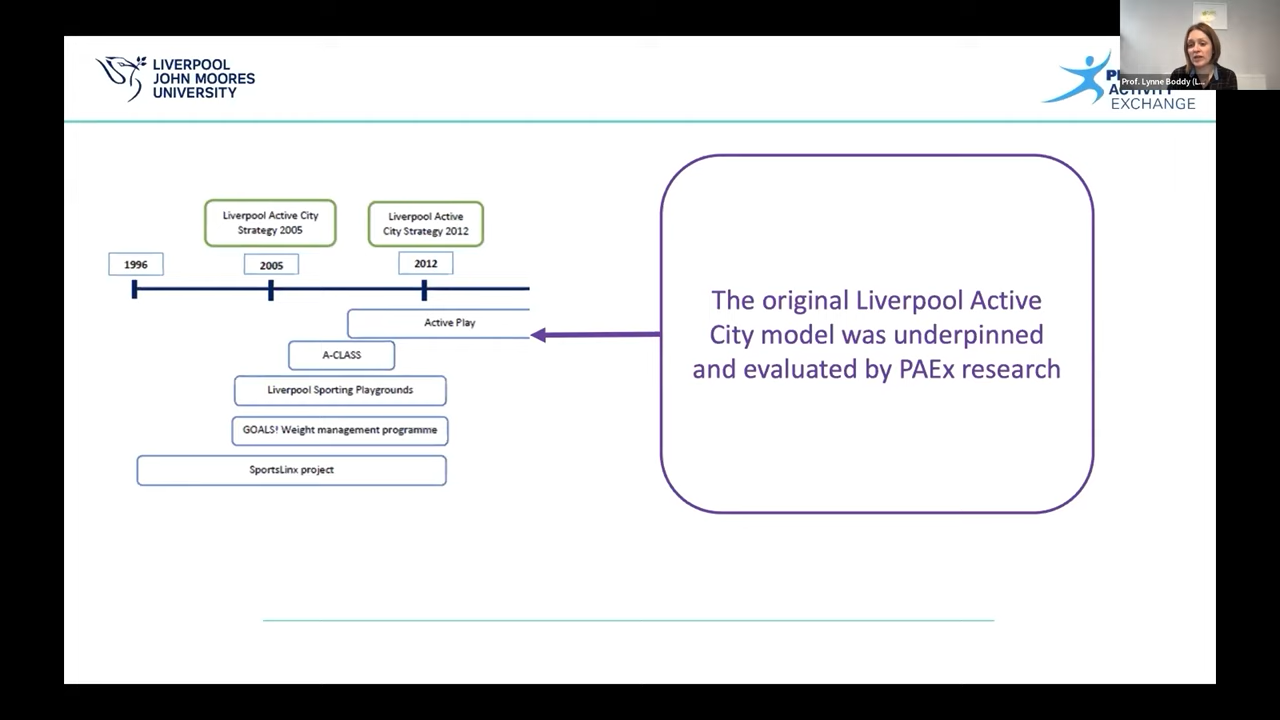 LIVERPOOL
JOHN MOORES
UNIVERSITY
ACTIVITY
EXCHANGE
Prof. Lynne Boddy (L...
Liverpool Active City
Strategy 2005
Liverpool Active
City Strategy 2012
1996
2005
2012
Active Play
A-CLASS
Liverpool Sporting Playgrounds
GOALS! Weight management programme
SportsLinx project
The original Liverpool Active
City model was underpinned
and evaluated by PAEx research